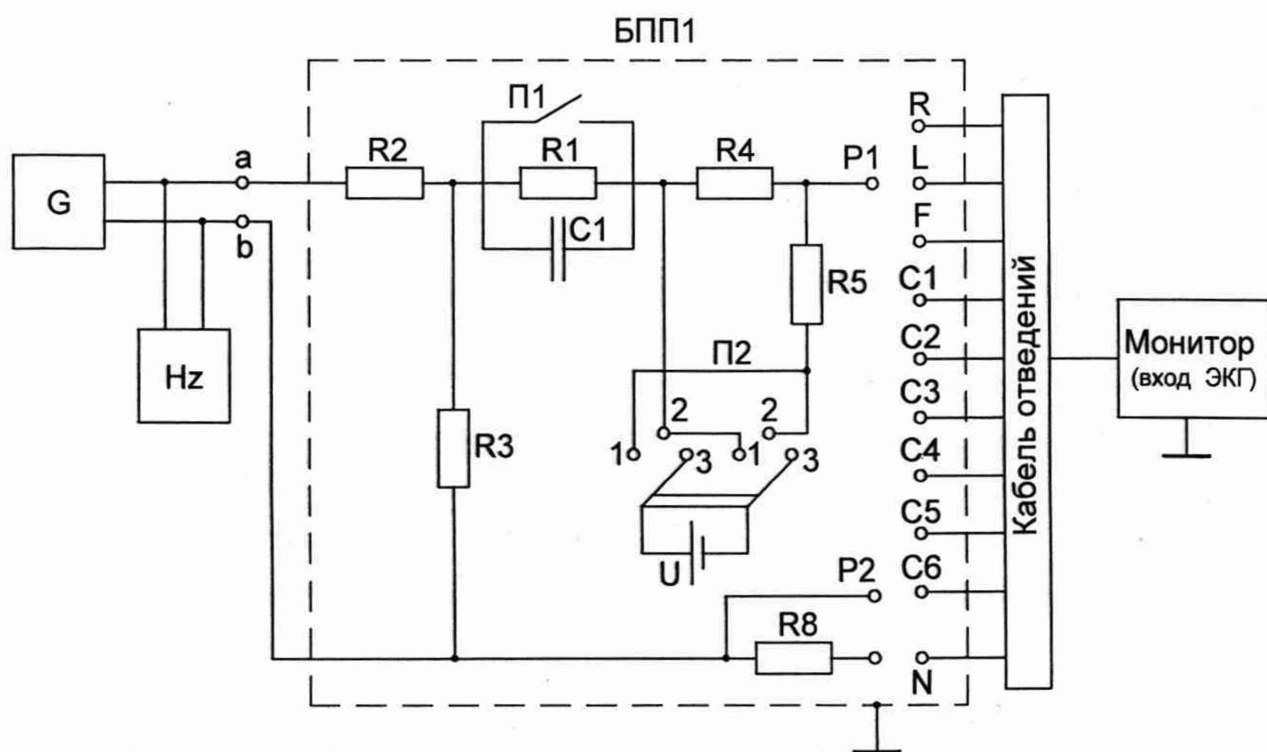 БПП1
П1
R
a
R2
R1
R4
P1
L
G
b
C1
F
R5
C1
Hz
П2
C2
Монитор
(вход ЭКГ)
R3
2
2
C3
1
3
1
3
C4
Кабель отведений
C5
U
P2
C6
R8
N